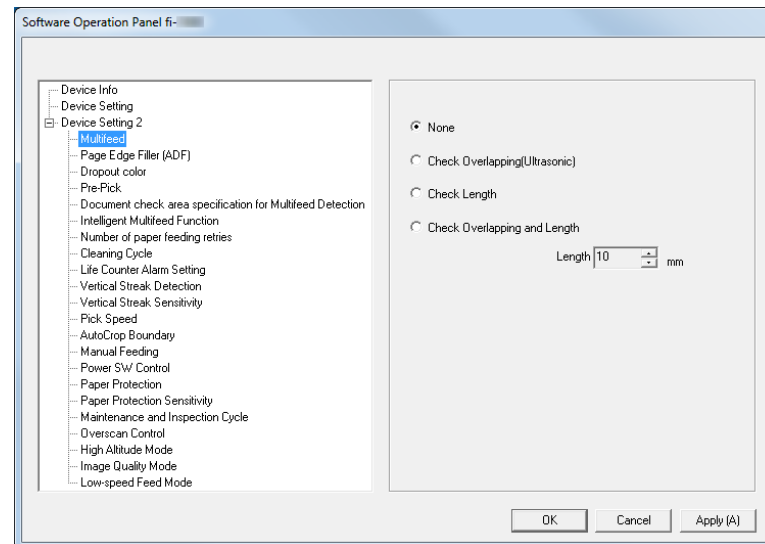 Software Operation Panel fi-
Device Info
Device Setting
Device Setting 2
Multifeed
Page Edge Filler (ADF)
Dropout color
Pre-Pick
Document check area specification for Multifeed Detection
Intelligent Multifeed Function
Number of paper feeding retries
Cleaning Cycle
Life Counter Alarm Setting
Vertical Streak Detection
Vertical Streak Sensitivity
Pick Speed
AutoCrop Boundary
Manual Feeding
Power SW Control
Paper Protection
Paper Protection Sensitivity
Maintenance and Inspection Cycle
Overscan Control
High Altitude Mode
Image Quality Mode
Low-speed Feed Mode
None
Check Overlapping(Ultrasonic)
Check Length
Check Overlapping and Length
Length 10 mm
OK Cancel Apply (A)